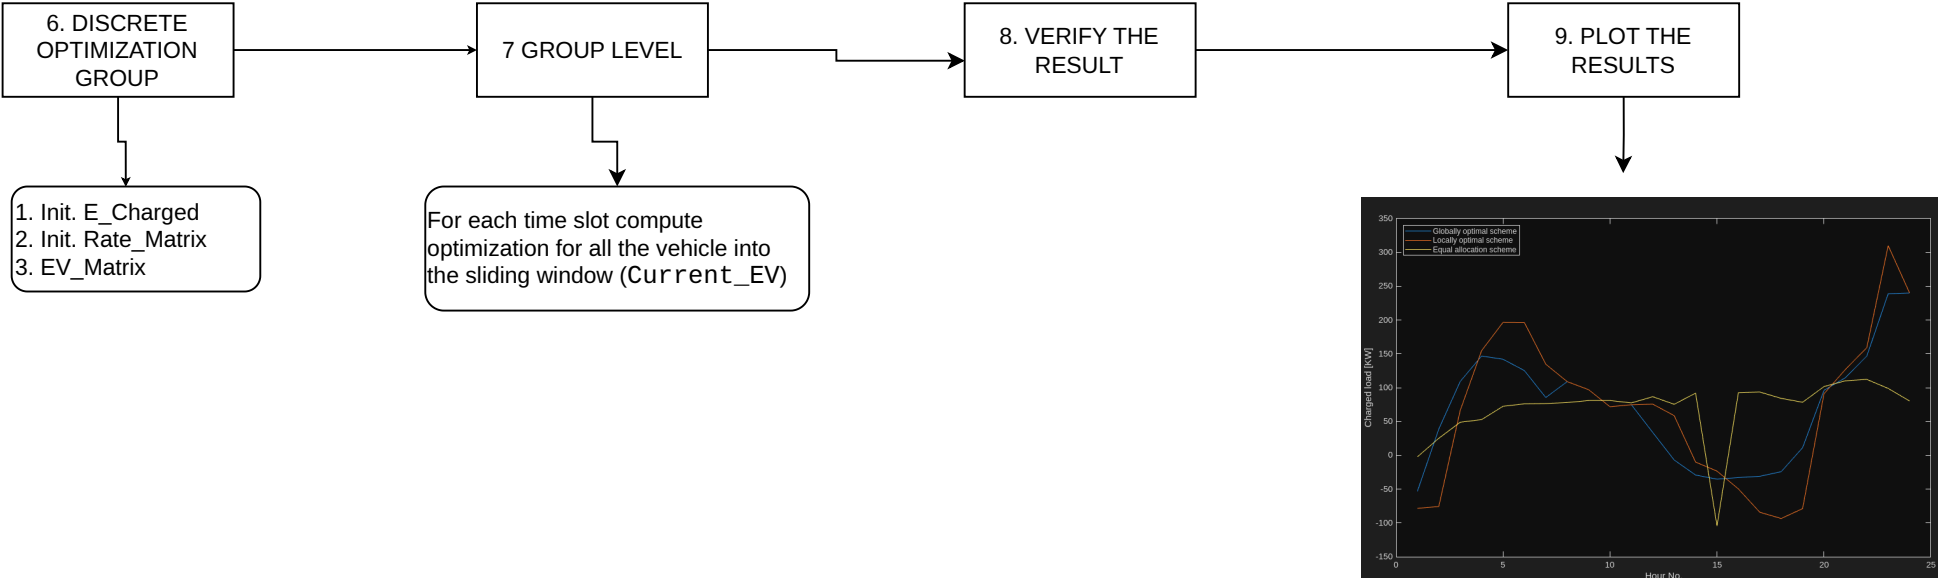 6. DISCRETE
OPTIMIZATION
GROUP
7 GROUP LEVEL
8. VERIFY THE
RESULT
9. PLOT THE
RESULTS
1. Init. E_Charged
2. Init. Rate_Matrix
3. EV_Matrix
For each time slot compute
optimization for all the vehicle into
the sliding window (Current_EV)
Globally optimal scheme
Locally optimal scheme
Equal allocation scheme
Charged load [KW]
350
300
250
200
150
100
50
0
-50
-100
-150
0
5
10
15
20
25
Hour No